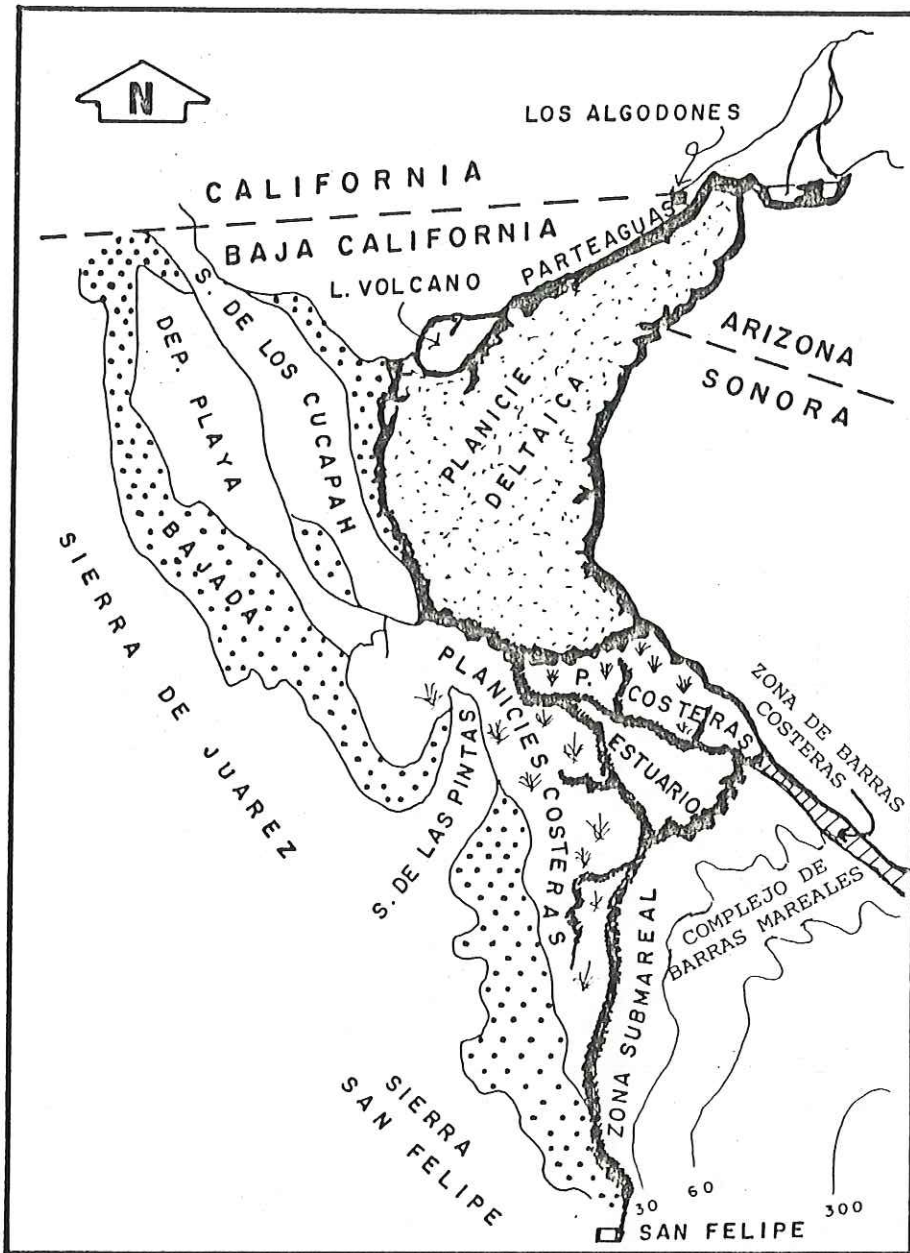 N
LOS ALGODONES
CALIFORNIA
BAJA CALIFORNIA
PARTEAGUAS
L. VOLCANO
ARIZONA
SONORA
S. DE LOS CUCAPAH
DEP. PLAYA
PLANICIE
DELTAICA
BAJADA
SIERRA DE JUAREZ
PLANICIES COSTERAS
P. COSTERAS
ESTUARIO
ZONA DE BARRAS
COSTERAS
S. DE LAS PINTAS
COMPLEJO DE
BARRAS MAREALES
ZONA SUBMAREAL
SIERRA
SAN FELIPE
30
60
300
SAN FELIPE